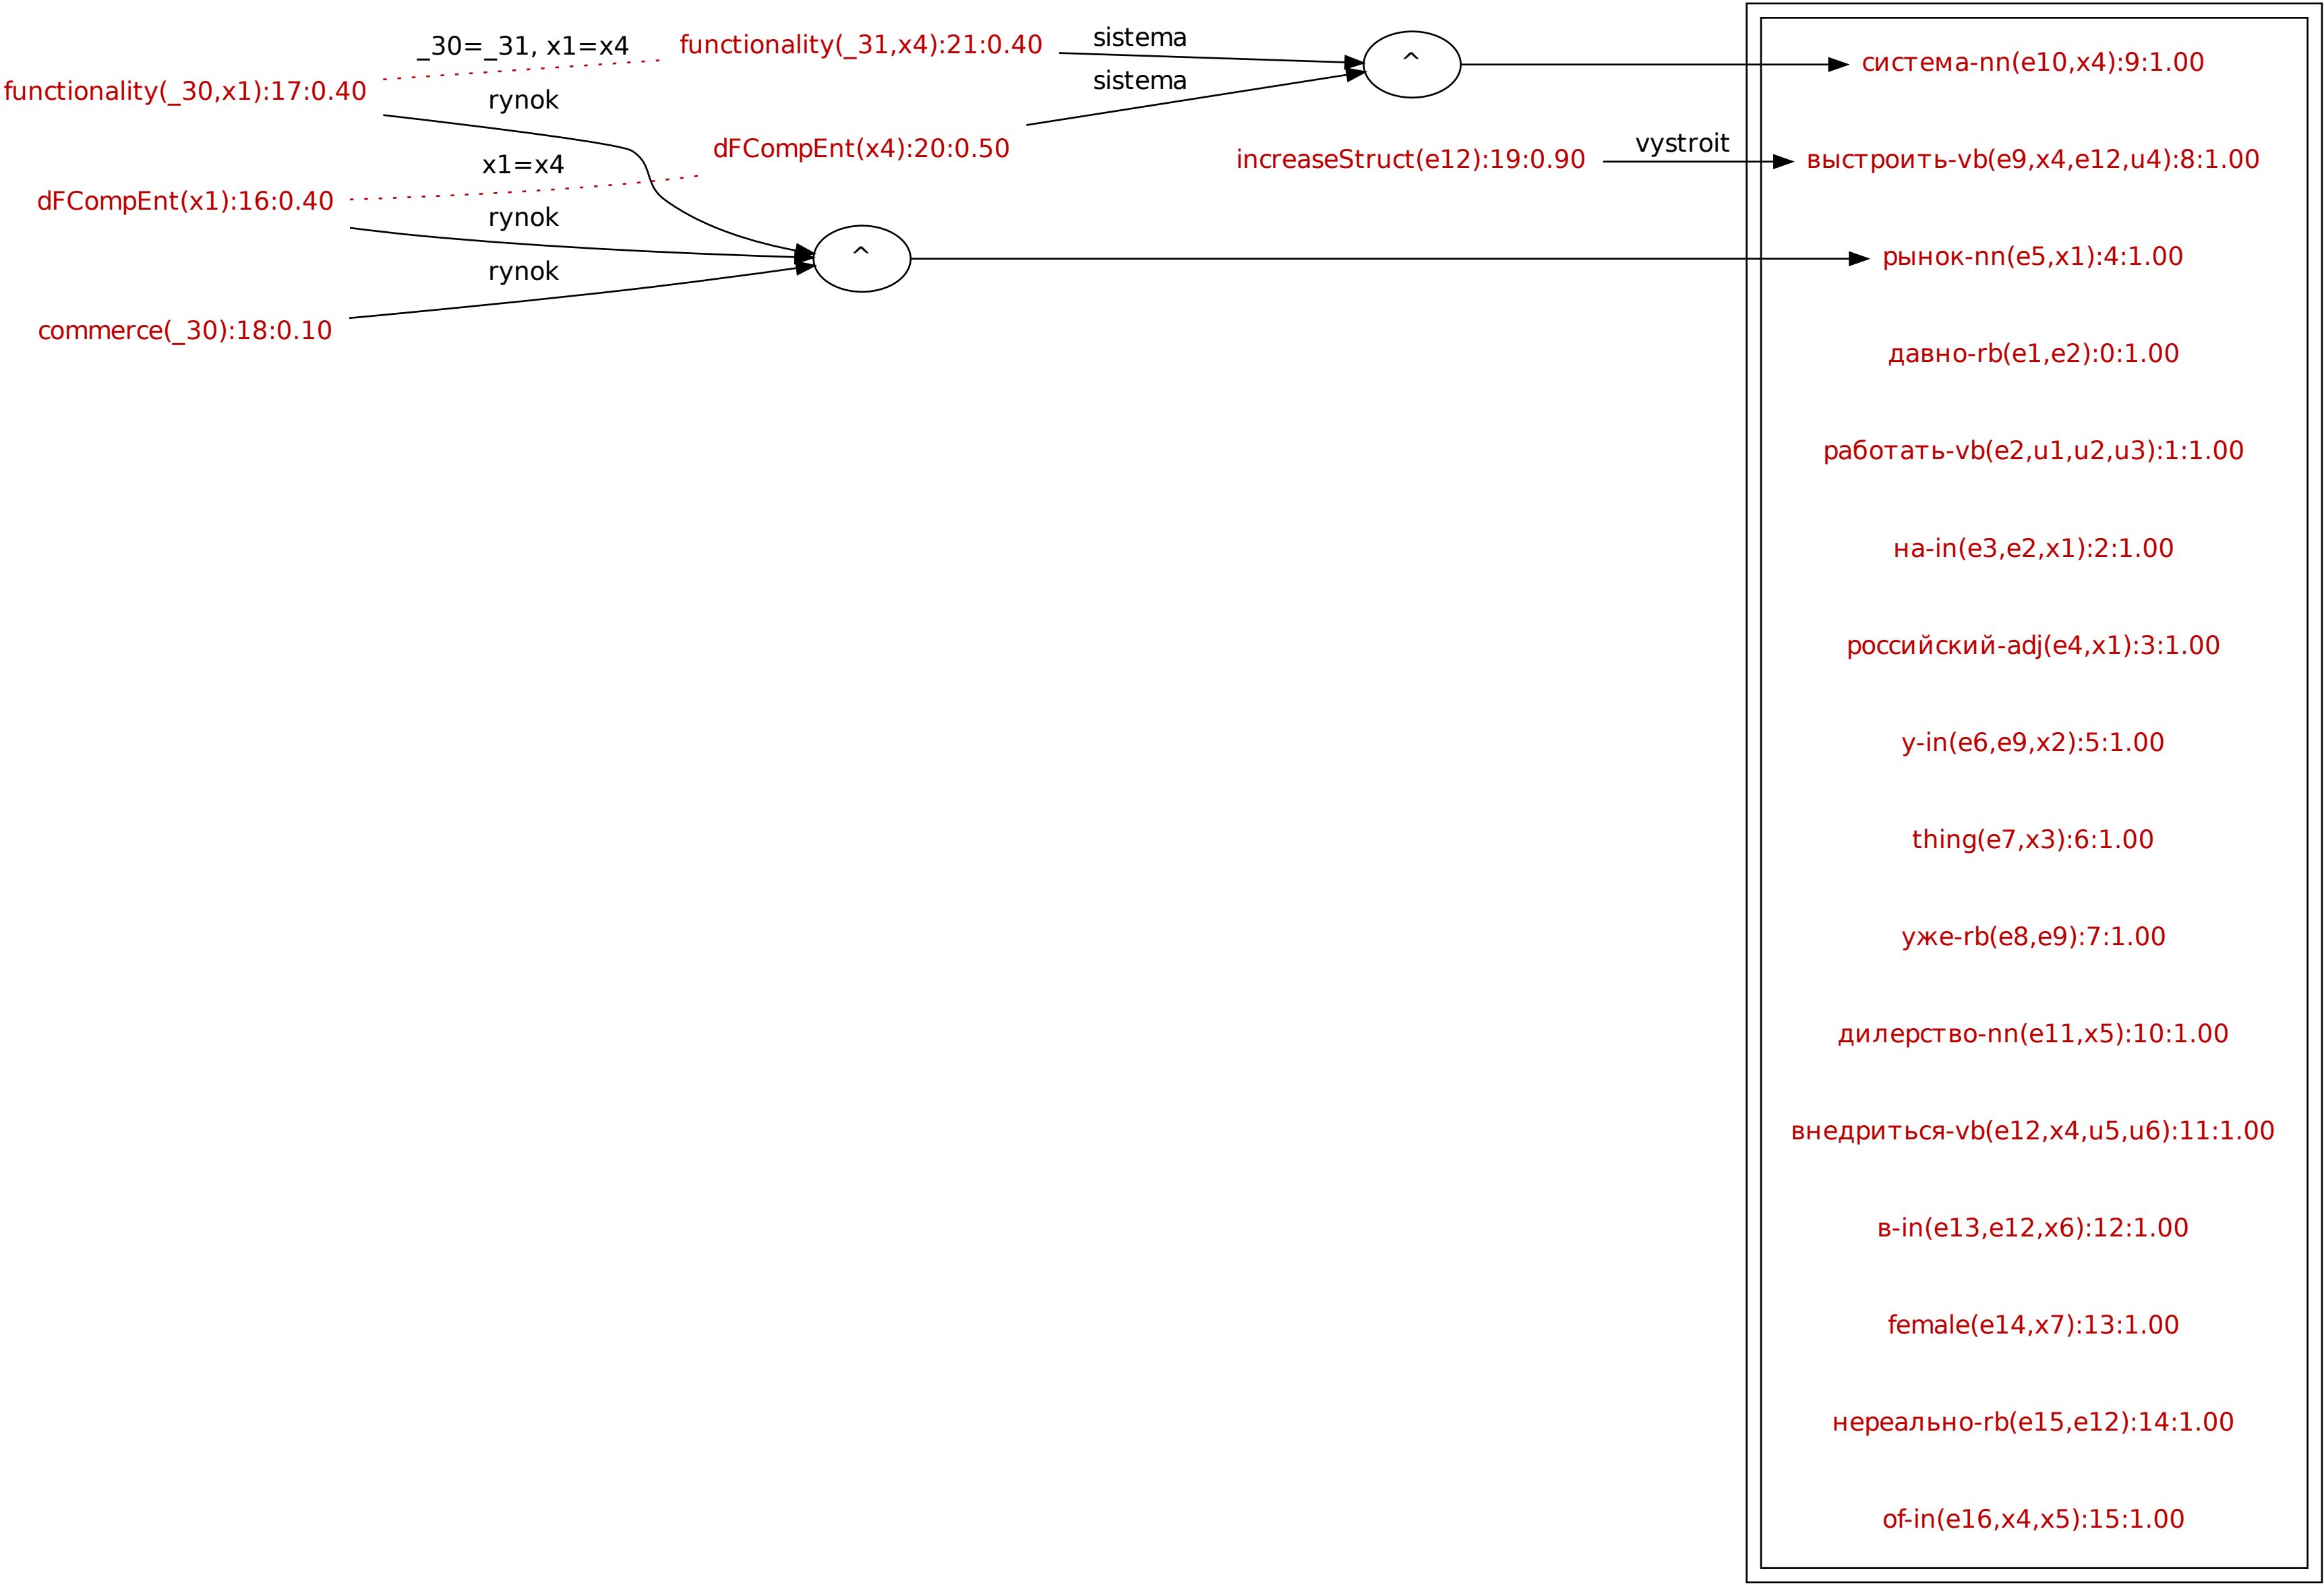 _30=_31, x1=x4
functionality(_31,x4):21:0.40
sistema
^
система-nn(e10,x4):9:1.00
functionality(_30,x1):17:0.40
rynok
sistema
x1=x4
dFCompEnt(x4):20:0.50
increaseStruct(e12):19:0.90
vystroit
выстроить-vb(e9,x4,e12,u4):8:1.00
dFCompEnt(x1):16:0.40
rynok
^
рынок-nn(e5,x1):4:1.00
rynok
commerce(_30):18:0.10
давно-rb(e1,e2):0:1.00
работать-vb(e2,u1,u2,u3):1:1.00
на-in(e3,e2,x1):2:1.00
российский-adj(e4,x1):3:1.00
у-in(e6,e9,x2):5:1.00
thing(e7,x3):6:1.00
уже-rb(e8,e9):7:1.00
дилерство-nn(e11,x5):10:1.00
внедриться-vb(e12,x4,u5,u6):11:1.00
в-in(e13,e12,x6):12:1.00
female(e14,x7):13:1.00
нереально-rb(e15,e12):14:1.00
of-in(e16,x4,x5):15:1.00